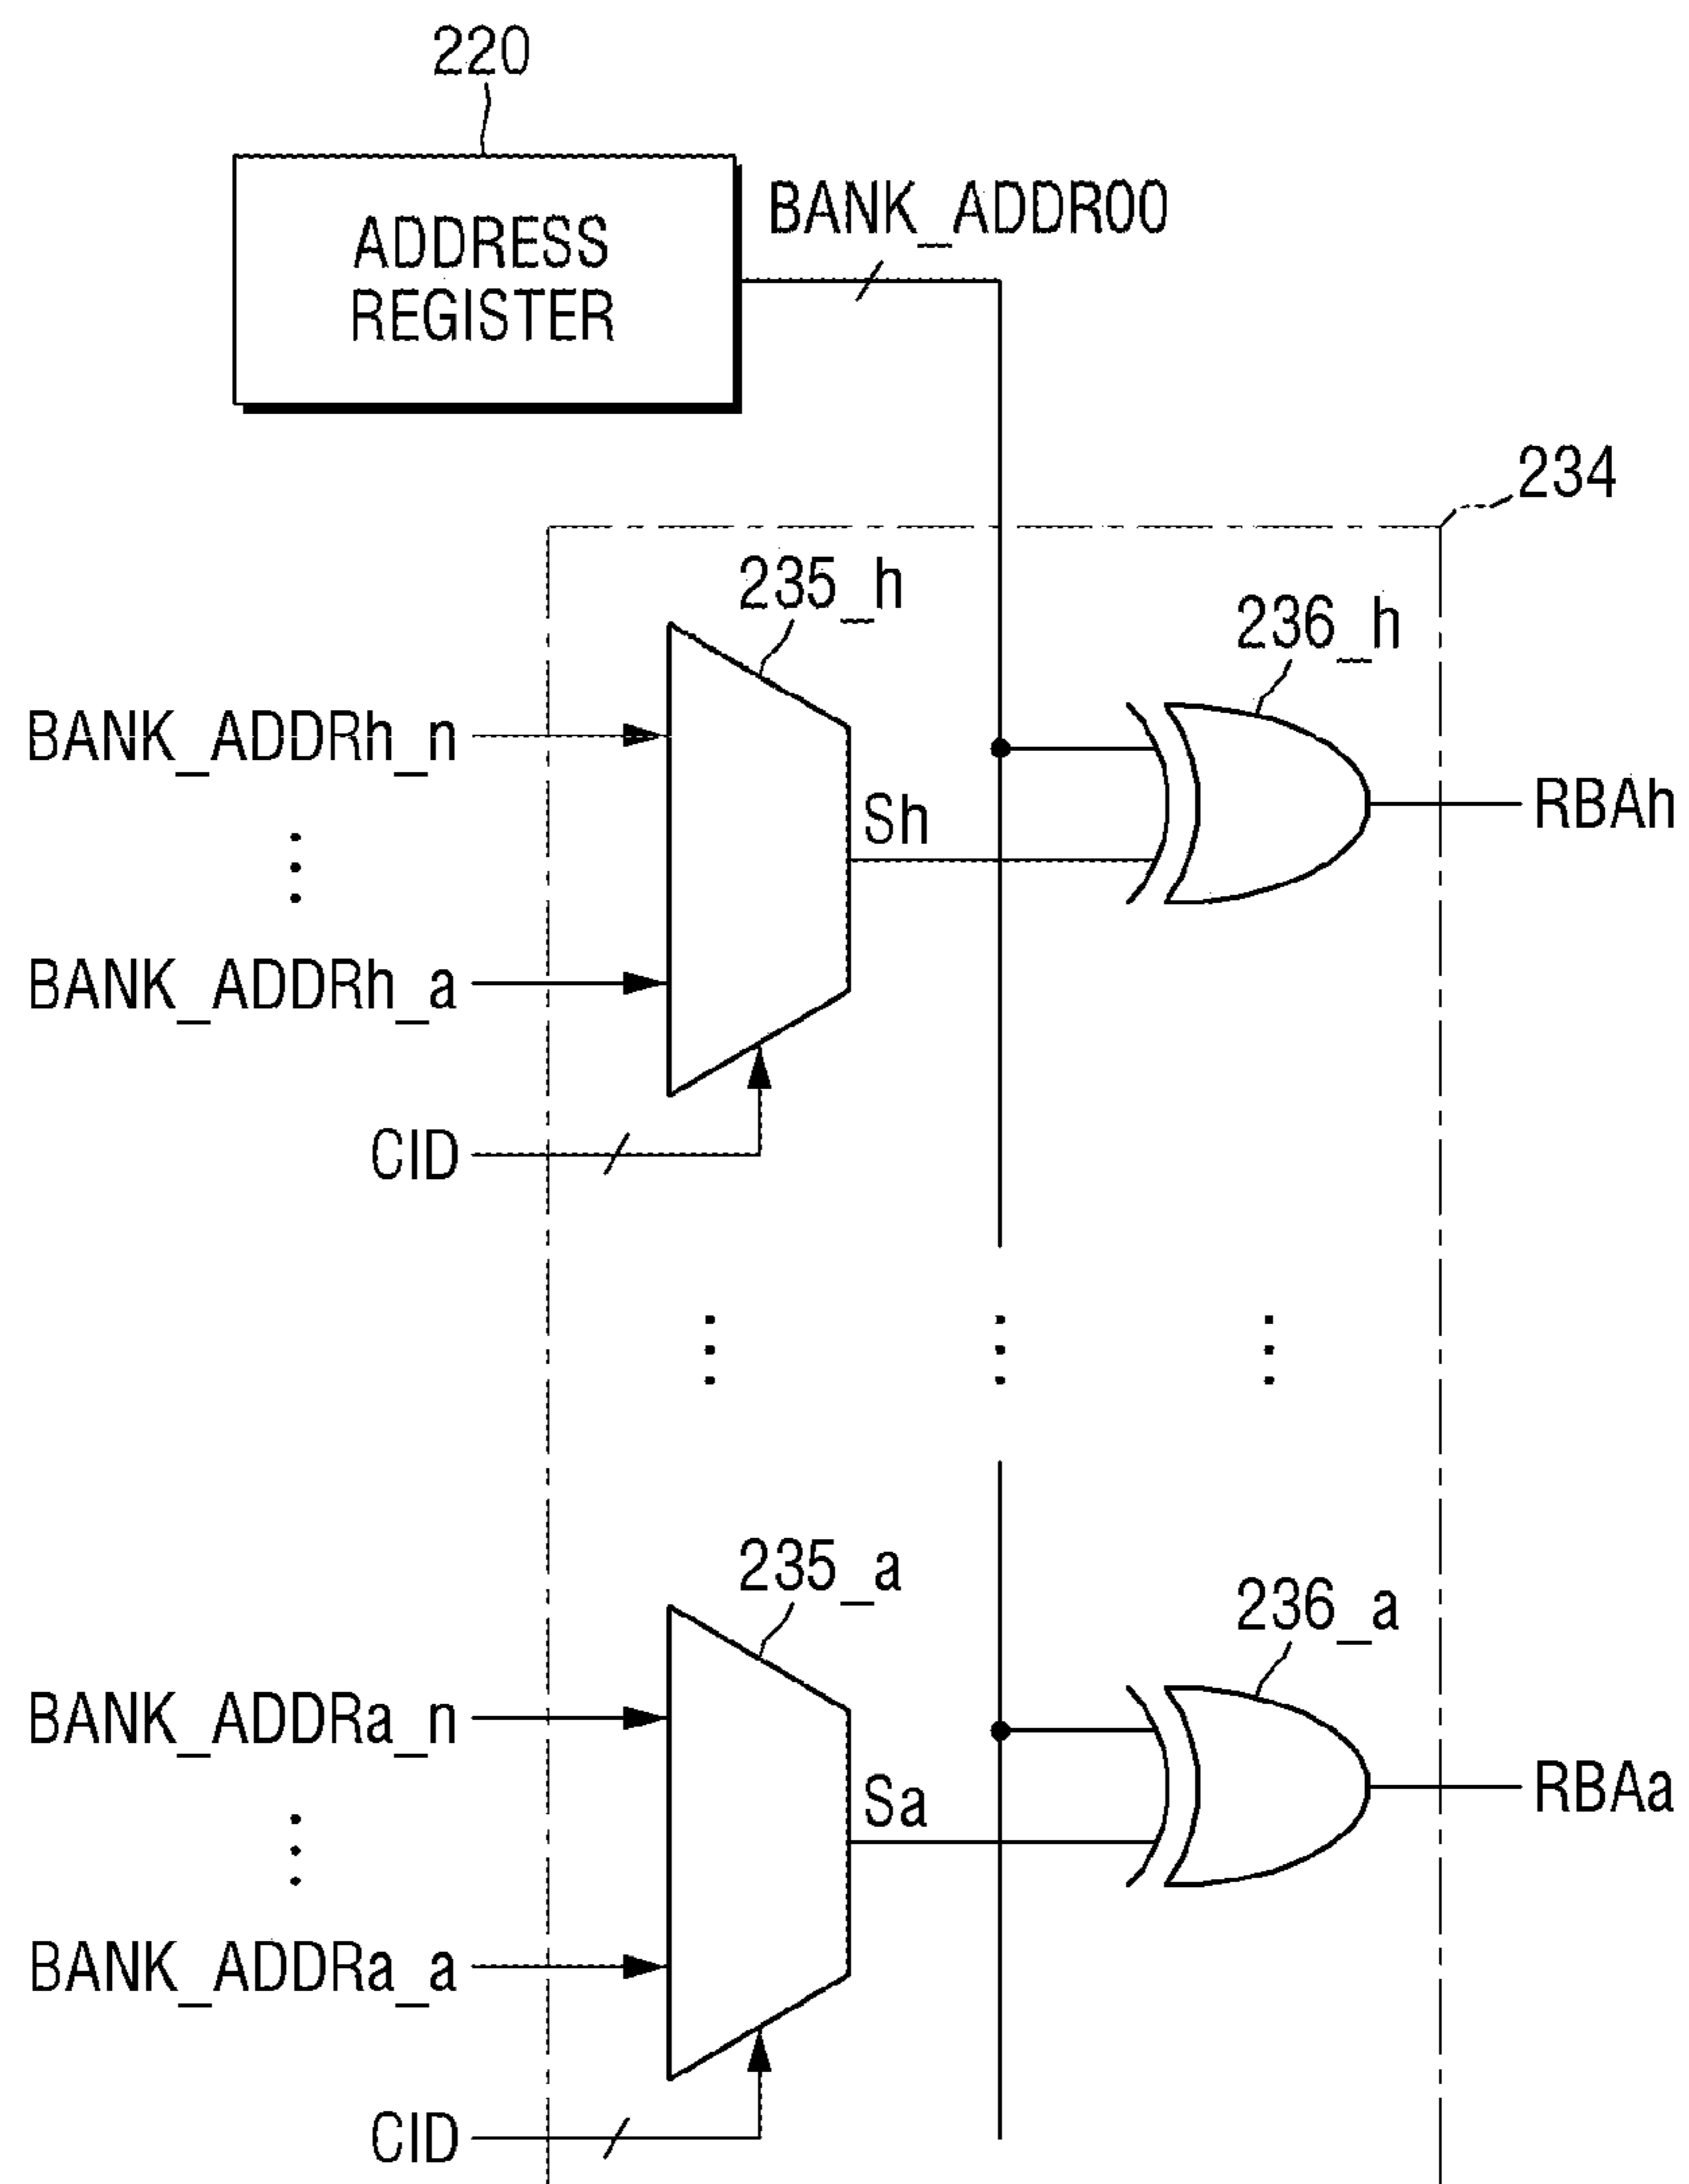 220
ADDRESS
REGISTER
BANK_ADDR00
234
235_h
236_h
BANK_ADDRh_n
Sh
RBAh
BANK_ADDRh_a
CID
235_a
236_a
BANK_ADDRa_n
Sa
RBAa
BANK_ADDRa_a
CID